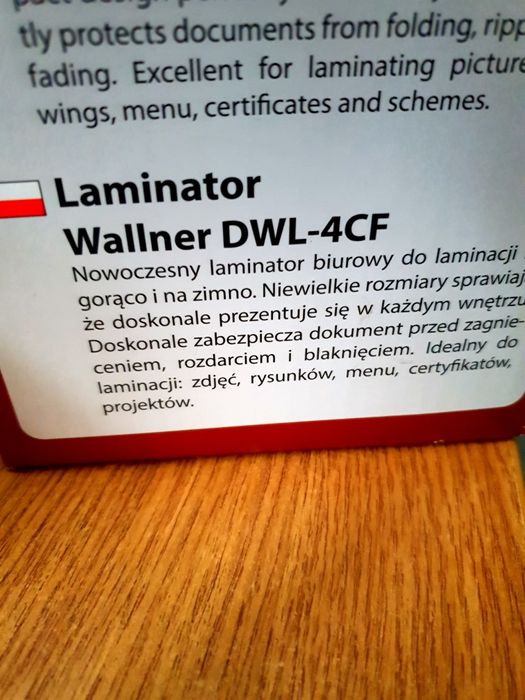 tly protects documents from folding,
fading. Excellent for laminating
wings, menu, certificates and schemes.
Laminator
Wallner DWL-4CF
Nowoczesny laminator biurowy do laminacji
gorąco i na zimno. Niewielkie rozmiary sprawiaj
że doskonale prezentuje się w każdym wnętrzu
Doskonale zabezpiecza dokument przed zagnie-
ceniem, rozdarciem i blaknięciem. Idealny do
laminacji: zdjęć, rysunków, menu, certyfikatów,
projektów.